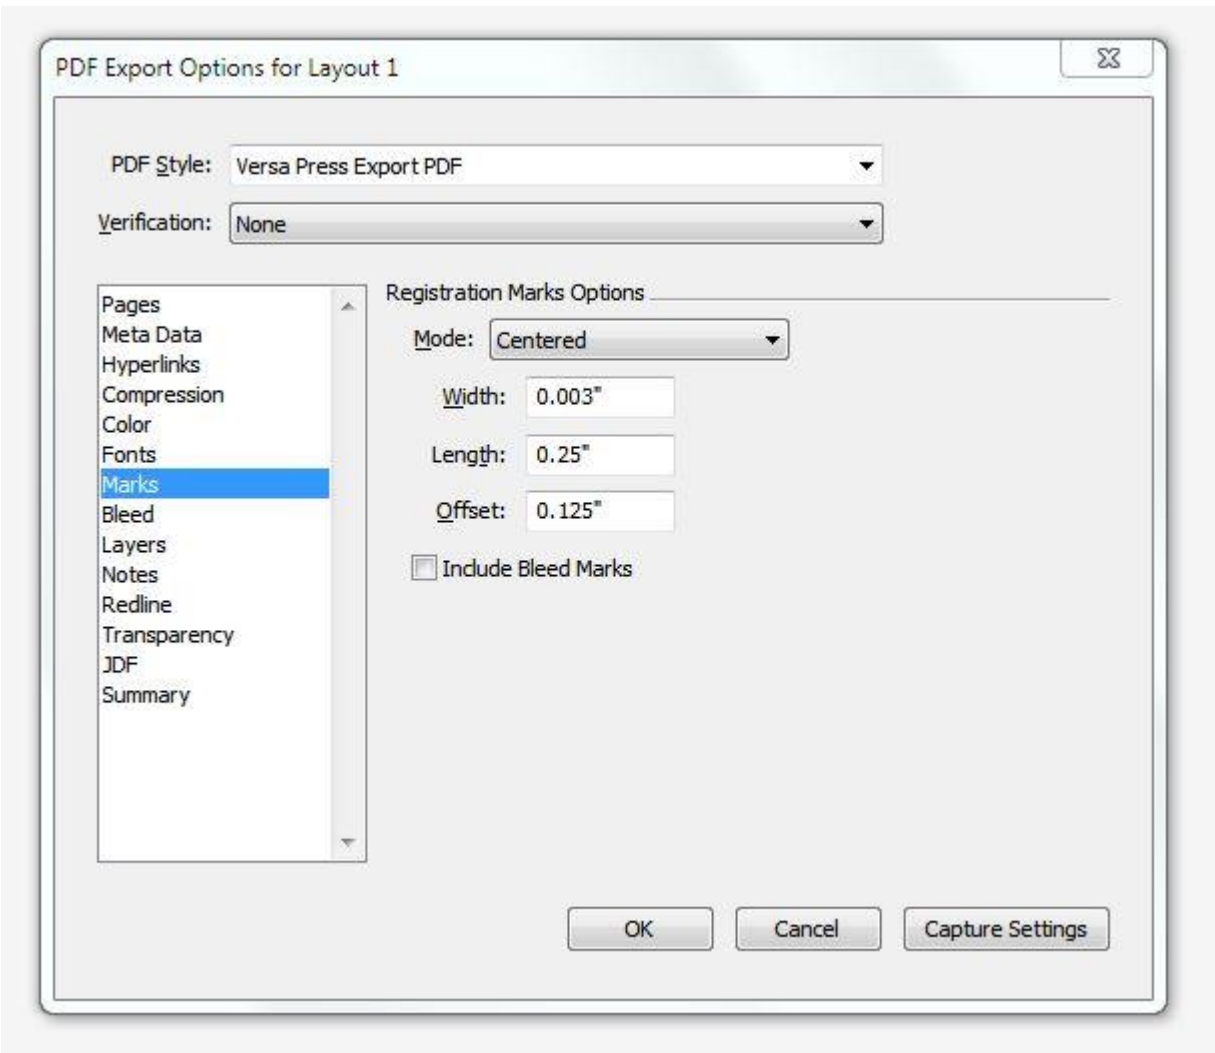 PDF Export Options for Layout 1
PDF Style: Versa Press Export PDF
Verification: None
Pages
Meta Data
Hyperlinks
Compression
Color
Fonts
Marks
Bleed
Layers
Notes
Redline
Transparency
JDF
Summary
Registration Marks Options
Mode: Centered
Width: 0.003"
Length: 0.25"
Offset: 0.125"
Include Bleed Marks
OK
Cancel
Capture Settings